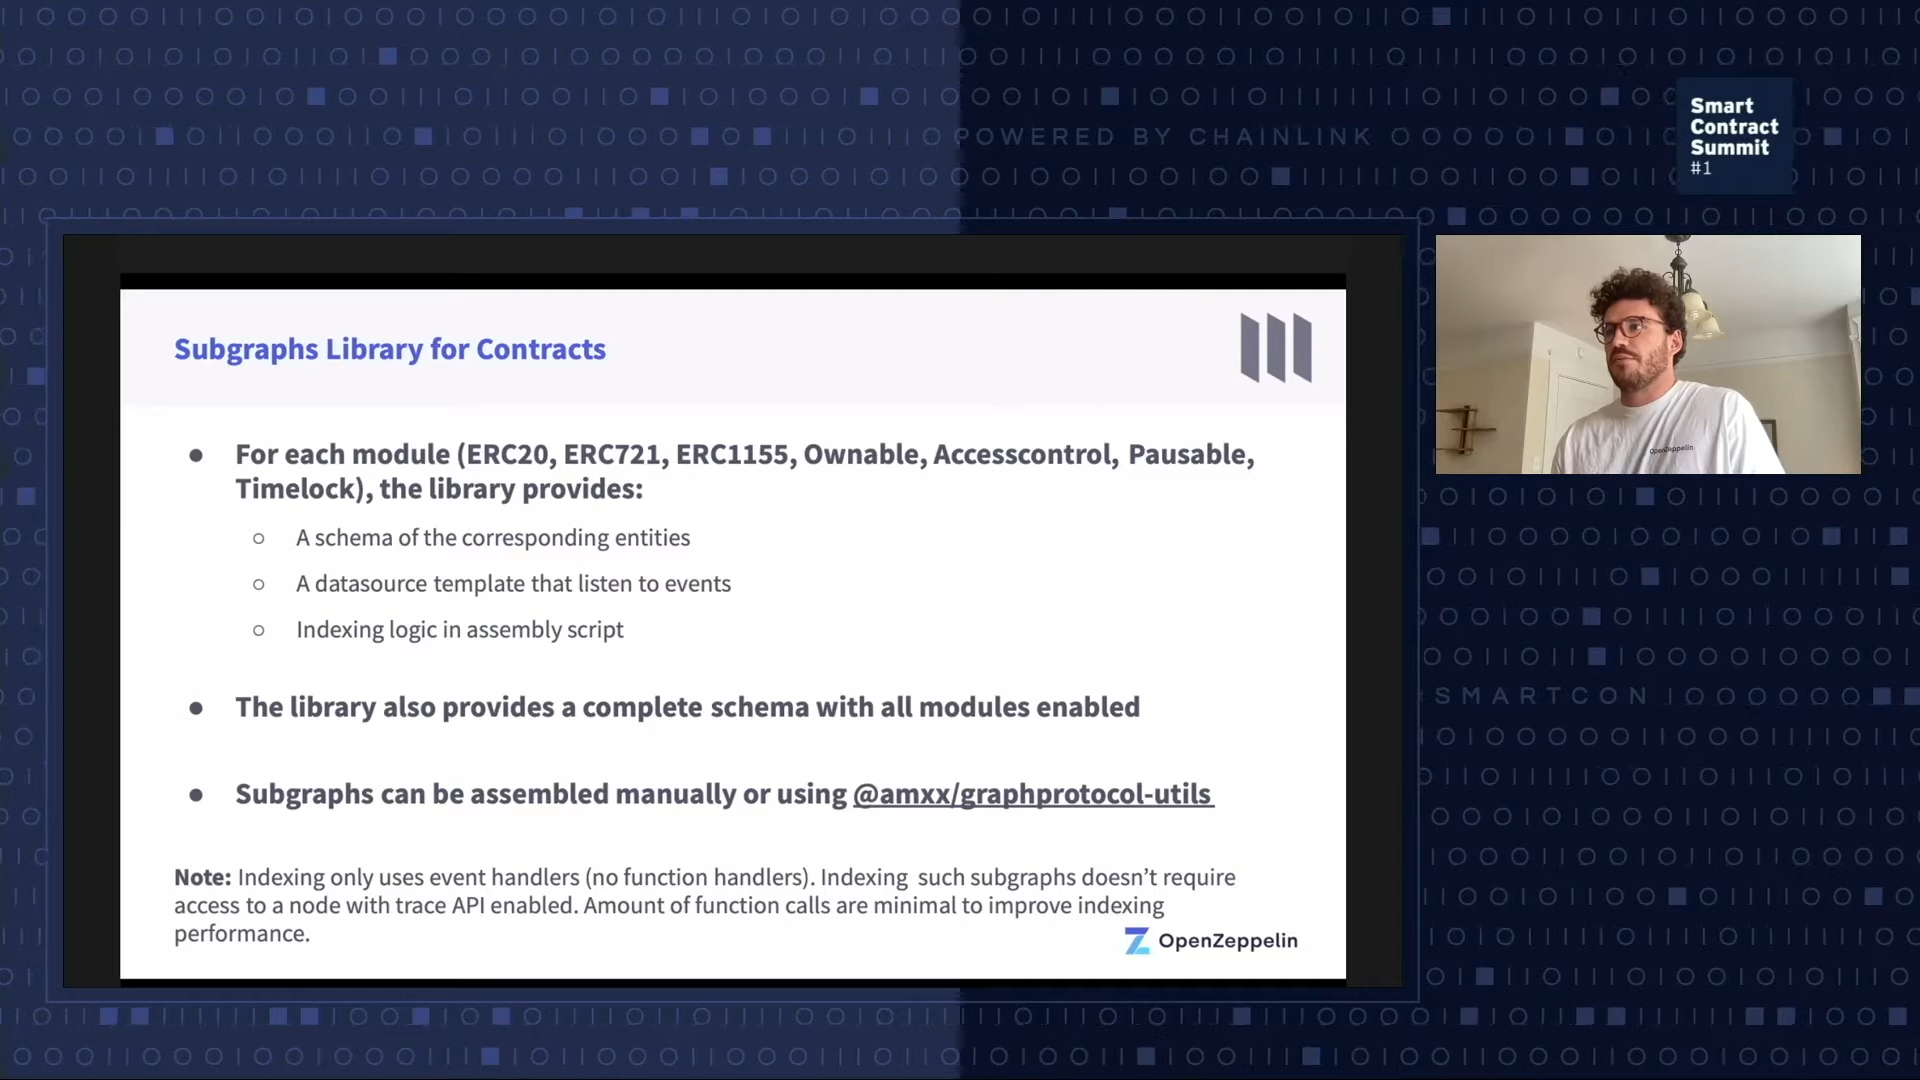 POWERED BY CHAINLINK
Smart
Contract
Summit
#1
Subgraphs Library for Contracts
● For each module (ERC20, ERC721, ERC1155, Ownable, Accesscontrol, Pausable,
Timelock), the library provides:
○ A schema of the corresponding entities
○ A datasource template that listen to events
○ Indexing logic in assembly script
● The library also provides a complete schema with all modules enabled
● Subgraphs can be assembled manually or using @amxx/graphprotocol-utils
Note: Indexing only uses event handlers (no function handlers). Indexing such subgraphs doesn’t require
access to a node with trace API enabled. Amount of function calls are minimal to improve indexing
performance.
OpenZeppelin
OpenZeppelin
SMARTCON